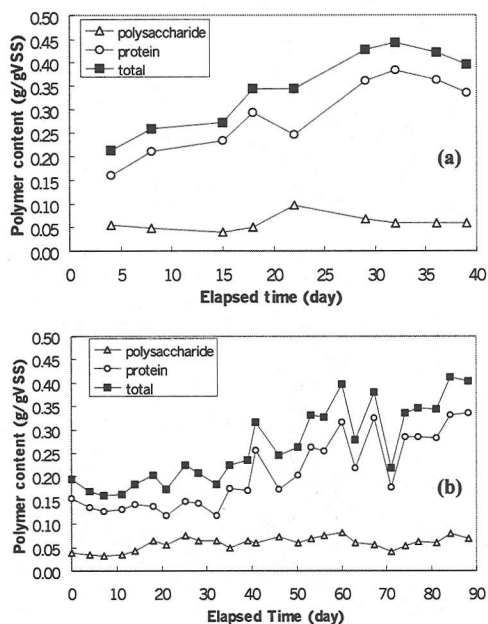 0.50
0.45
0.40
0.35
0.30
0.25
0.20
0.15
0.10
0.05
0.00
Polymer content (g/gVSS)
polysaccharide
protein
total
(a)
0 5 10 15 20 25 30 35 40
Elapsed time (day)
0.50
0.45
0.40
0.35
0.30
0.25
0.20
0.15
0.10
0.05
0.00
Polymer content (g/gVSS)
polysaccharide
protein
total
(b)
0 10 20 30 40 50 60 70 80 90
Elapsed Time (day)